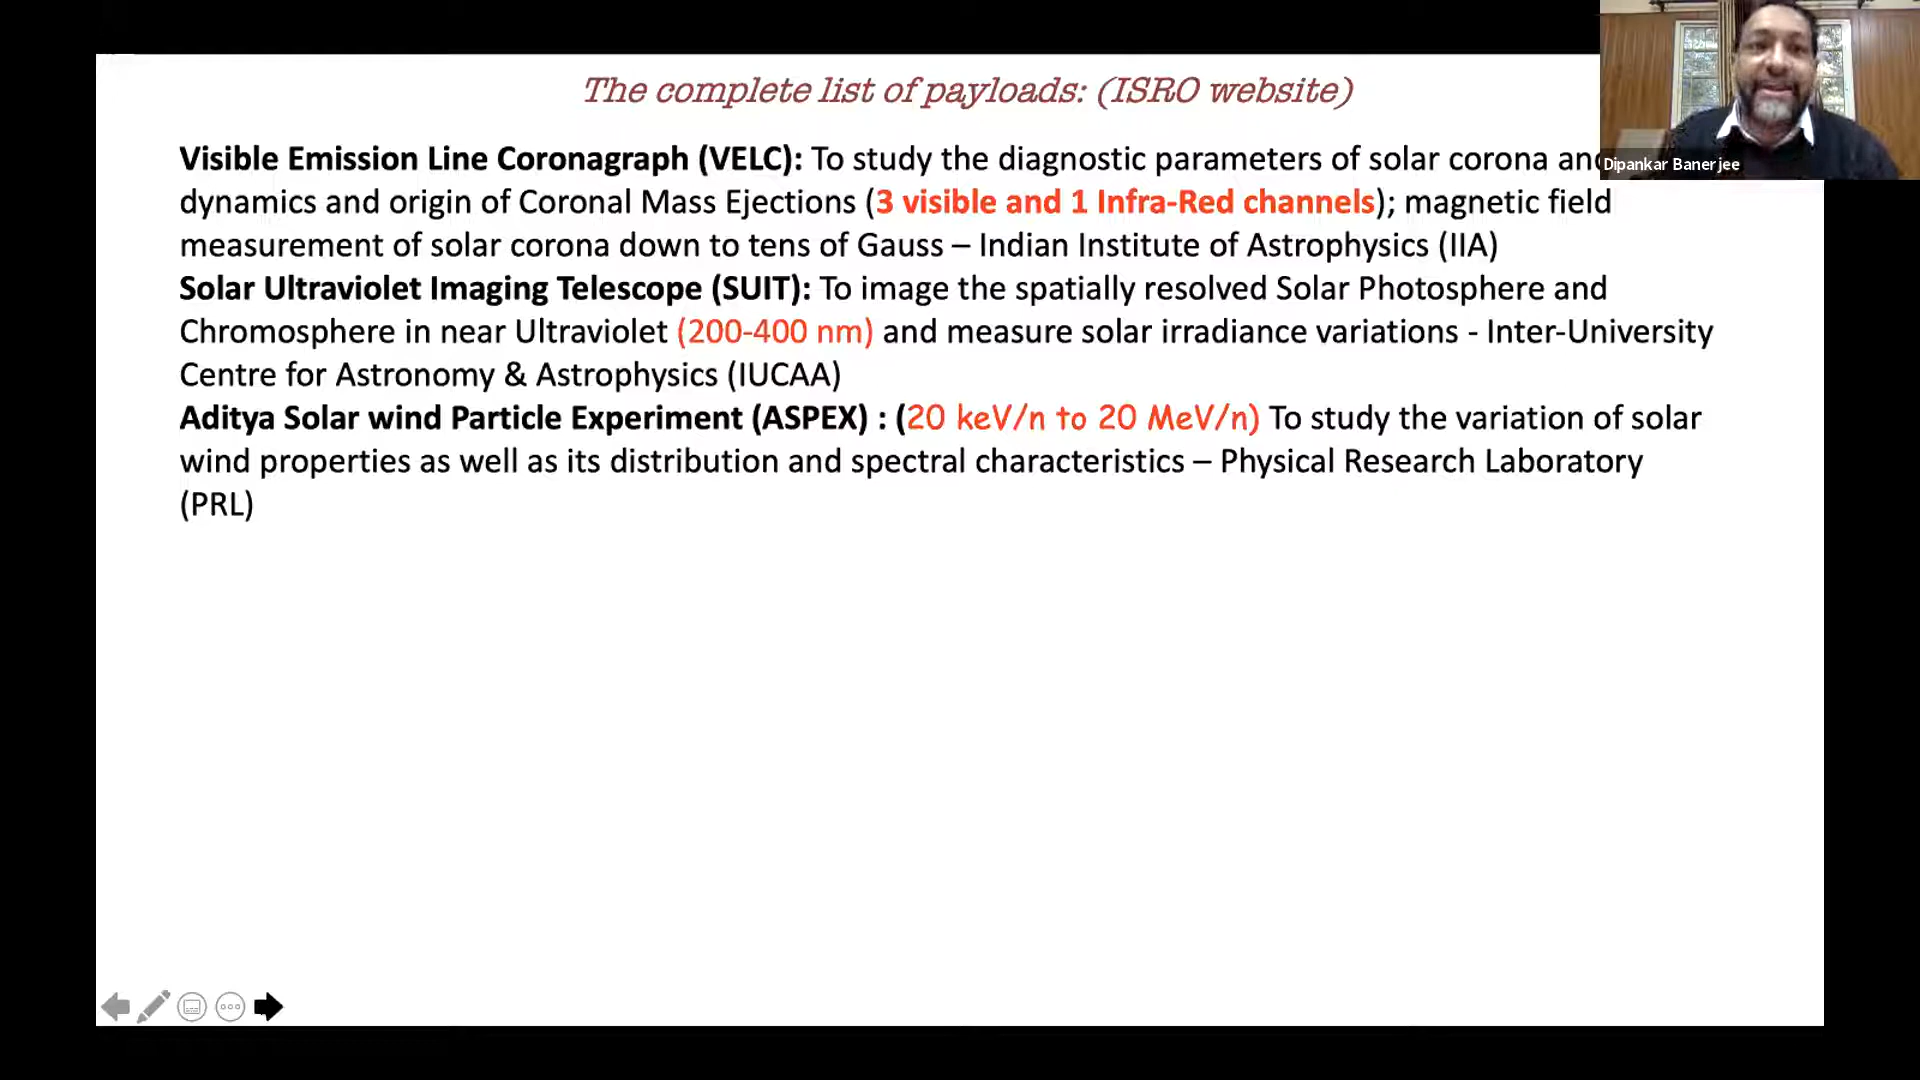 The complete list of payloads: (ISRO website)
Visible Emission Line Coronagraph (VELC): To study the diagnostic parameters of solar corona and
dynamics and origin of Coronal Mass Ejections (3 visible and 1 Infra-Red channels); magnetic field
measurement of solar corona down to tens of Gauss – Indian Institute of Astrophysics (IIA)
Solar Ultraviolet Imaging Telescope (SUIT): To image the spatially resolved Solar Photosphere and
Chromosphere in near Ultraviolet (200-400 nm) and measure solar irradiance variations - Inter-University
Centre for Astronomy & Astrophysics (IUCAA)
Aditya Solar wind Particle Experiment (ASPEX) : (20 keV/n to 20 MeV/n) To study the variation of solar
wind properties as well as its distribution and spectral characteristics – Physical Research Laboratory
(PRL)
Dipankar Banerjee